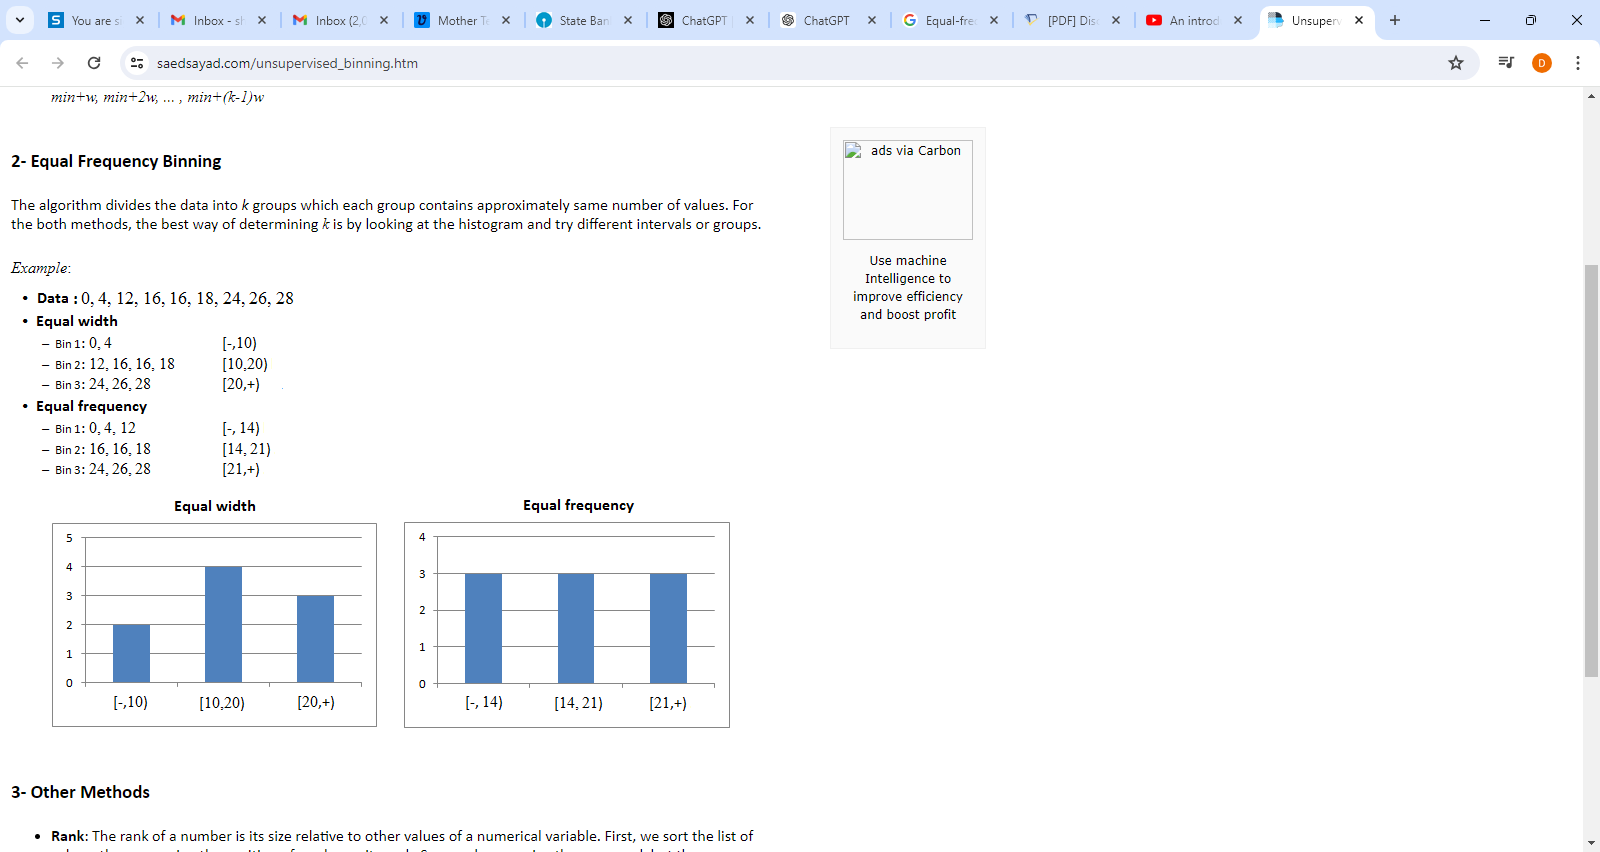 You are s
Inbox - s
Inbox (2,0
Mother T
State Ban
ChatGPT
ChatGPT
Equal-fre
[PDF] Dis
An introd
Unsuperv
saedsayad.com/unsupervised_binning.htm
D
min+w, min+2w, ... , min+(k-1)w
2- Equal Frequency Binning
The algorithm divides the data into k groups which each group contains approximately same number of values. For
the both methods, the best way of determining k is by looking at the histogram and try different intervals or groups.
Example:
• Data : 0, 4, 12, 16, 16, 18, 24, 26, 28
• Equal width
– Bin 1: 0, 4 [-,10)
– Bin 2: 12, 16, 16, 18 [10,20)
– Bin 3: 24, 26, 28 [20,+)
• Equal frequency
– Bin 1: 0, 4, 12 [-, 14)
– Bin 2: 16, 16, 18 [14, 21)
– Bin 3: 24, 26, 28 [21,+)
Equal width
5
4
3
2
1
0
[-,10) [10,20) [20,+)
Equal frequency
4
3
2
1
0
[-, 14) [14, 21) [21,+)
3- Other Methods
• Rank: The rank of a number is its size relative to other values of a numerical variable. First, we sort the list of
ads via Carbon
Use machine
Intelligence to
improve efficiency
and boost profit